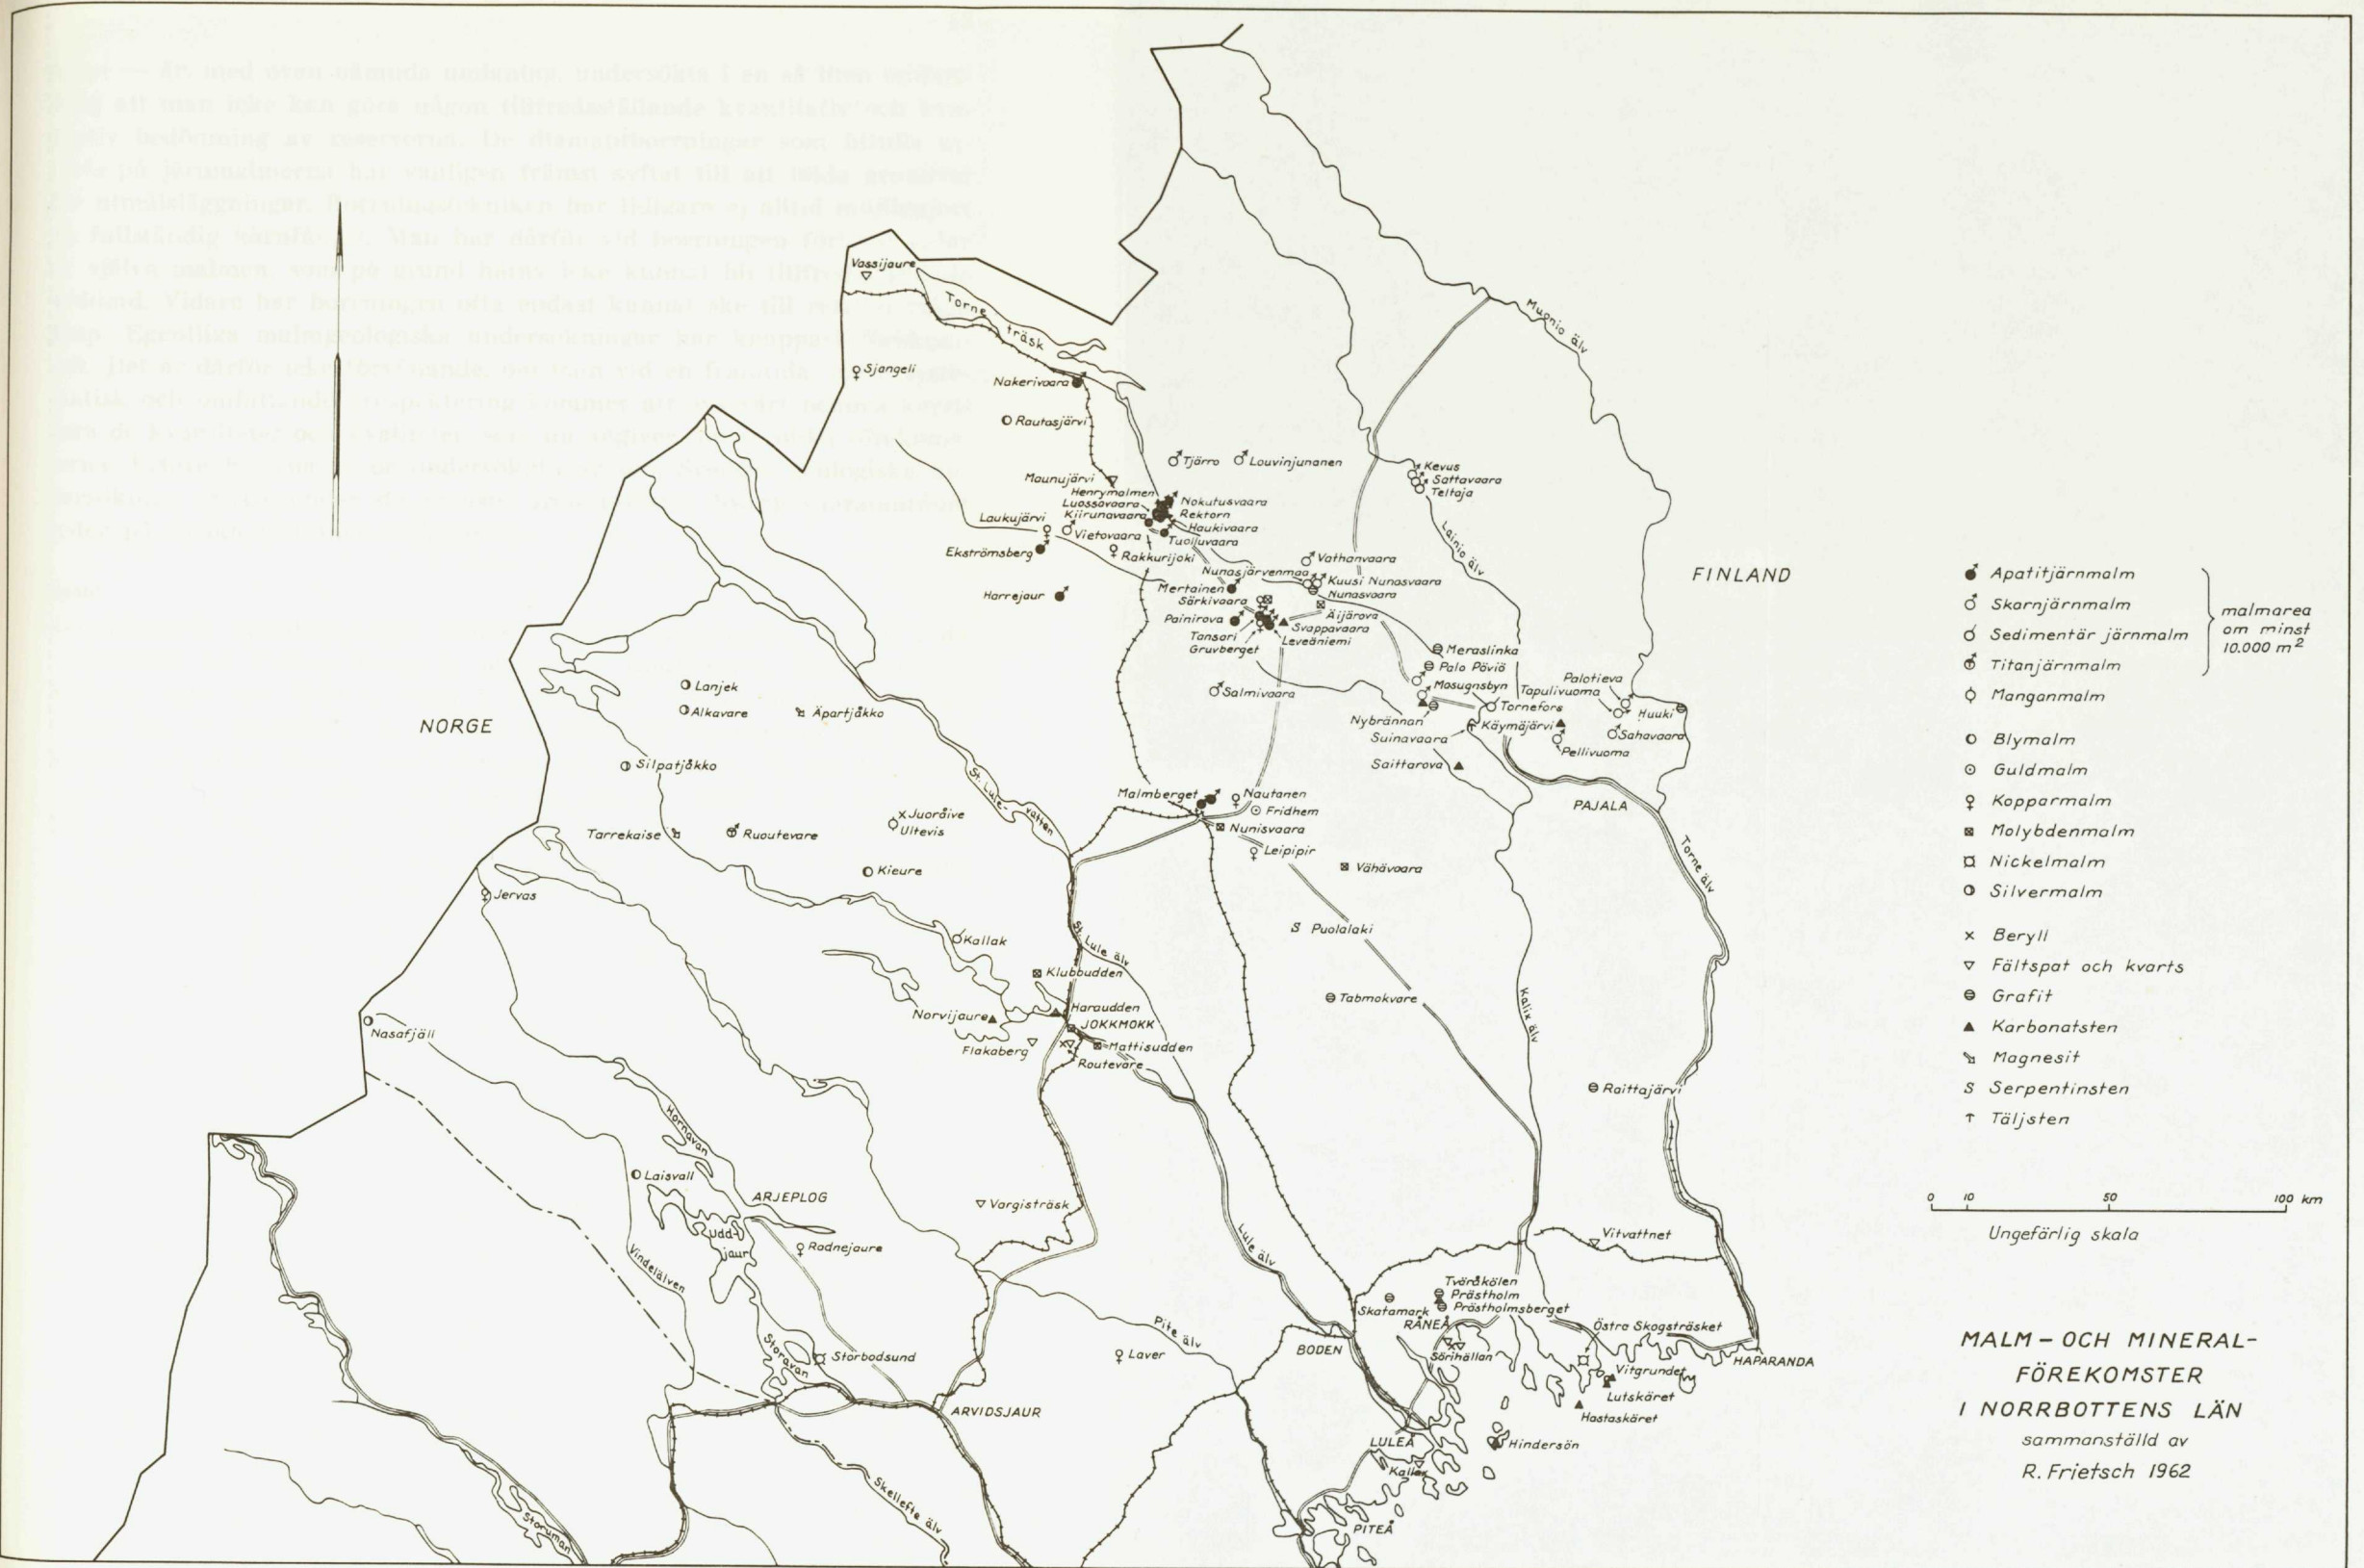 Vassijaure
Torne
träsk
Muonio älv
Sjangeli
Nakerivaara
Rautasjärvi
Tjårro
Louvinjunanen
Kevus
Sattavaara
Teltaja
Maunujärvi
Henrymalmen
Nokutusvaara
Luossavaara
Rektorn
Kiirunavaara
Haukivaara
Laukujärvi
Vietovaara
Tuolluvaara
Ekströmsberg
Rakkurijoki
Lainio älv
Vathanvaara
Nunasjärvenmaa
Kuusi Nunasvaara
Nunasvaara
FINLAND
Harrejaur
Mertainen
Särkivaara
Äijärova
Painirova
Svappavaara
Tansari
Leveäniemi
Gruvberget
Meraslinka
Palo Pöviö
Masugnsbyn
Palotieva
Tapulivuoma
Tornefors
Huuki
Salmivaara
Nybrännan
Käymäjärvi
Sahavaara
Suinavaara
Pellivuoma
Saittarova
PAJALA
NORGE
Lanjek
Alkavare
Äpartjåkko
Silpatjåkko
St. Lule-
vatten
Malmberget
Nautanen
Fridhem
Nunisvaara
Leipipir
Vähävaara
Torne älv
Tarrekaise
Ruoutevare
Juoråive
Ultevis
Kieure
Jervas
Kallak
St. Lule älv
Puolalaki
Klubbudden
Tabmokvare
Kalix älv
Norvijaure
Haraudden
JOKKMOKK
Flakaberg
Mattisudden
Routevare
Nasafjäll
Raittajärvi
Hornavan
Laisvall
ARJEPLOG
Udd-
jaur
Radnejaure
Vargisträsk
Vindelälven
Lule älv
Vitvattnet
Tväråkölen
Prästholm
Prästholmsberget
Skatamark
RÅNEÅ
Östra Skogsträsket
Sörihällan
BODEN
HAPARANDA
Vitgrundet
Lutskäret
Hastaskäret
Pite älv
Laver
Storbodsund
Storavan
ARVIDSJAUR
LULEÅ
Hindersön
Kallax
Skellefte älv
Storuman
PITEÅ
Apatitjärnmalm
Skarnjärnmalm
Sedimentär järnmalm
Titanjärnmalm
malmarea
om minst
10.000 m²
Manganmalm
Blymalm
Guldmalm
Kopparmalm
Molybdenmalm
Nickelmalm
Silvermalm
Beryll
Fältspat och kvarts
Grafit
Karbonatsten
Magnesit
Serpentinsten
Täljsten
0 10 50 100 km
Ungefärlig skala
MALM- OCH MINERAL-
FÖREKOMSTER
I NORRBOTTENS LÄN
sammanställd av
R. Frietsch 1962